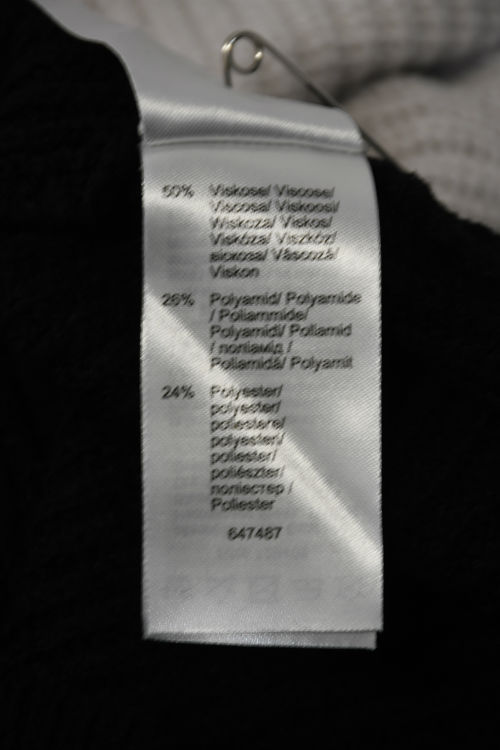 50% Viskose/ Viscose/
Viscosa/ Viskoosi/
Wiskoza/ Viskos/
Viskóza/ Viszkóz/
віскоза/ Vâscoză/
Viskon
26% Polyamid/ Polyamide
/ Poliammide/
Polyamidi/ Poliamid
/ поліамід /
Poliamidă/ Polyamit
24% Polyester/
polyester/
poliestere/
polyesteri/
poliester/
poliészter/
поліестер /
Poliester
647487